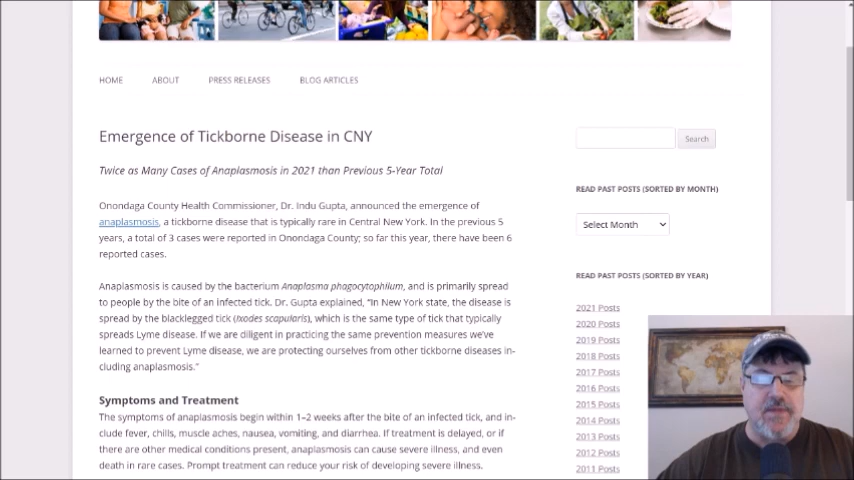 HOME ABOUT PRESS RELEASES BLOG ARTICLES
Emergence of Tickborne Disease in CNY
Twice as Many Cases of Anaplasmosis in 2021 than Previous 5-Year Total
Onondaga County Health Commissioner, Dr. Indu Gupta, announced the emergence of
anaplasmosis, a tickborne disease that is typically rare in Central New York. In the previous 5
years, a total of 3 cases were reported in Onondaga County; so far this year, there have been 6
reported cases.
Anaplasmosis is caused by the bacterium Anaplasma phagocytophilum, and is primarily spread
to people by the bite of an infected tick. Dr. Gupta explained, “In New York state, the disease is
spread by the blacklegged tick (Ixodes scapularis), which is the same type of tick that typically
spreads Lyme disease. If we are diligent in practicing the same prevention measures we’ve
learned to prevent Lyme disease, we are protecting ourselves from other tickborne diseases in-
cluding anaplasmosis.”
Symptoms and Treatment
The symptoms of anaplasmosis begin within 1–2 weeks after the bite of an infected tick, and in-
clude fever, chills, muscle aches, nausea, vomiting, and diarrhea. If treatment is delayed, or if
there are other medical conditions present, anaplasmosis can cause severe illness, and even
death in rare cases. Prompt treatment can reduce your risk of developing severe illness.
Search
READ PAST POSTS (SORTED BY MONTH)
Select Month
READ PAST POSTS (SORTED BY YEAR)
2021 Posts
2020 Posts
2019 Posts
2018 Posts
2017 Posts
2016 Posts
2015 Posts
2014 Posts
2013 Posts
2012 Posts
2011 Posts